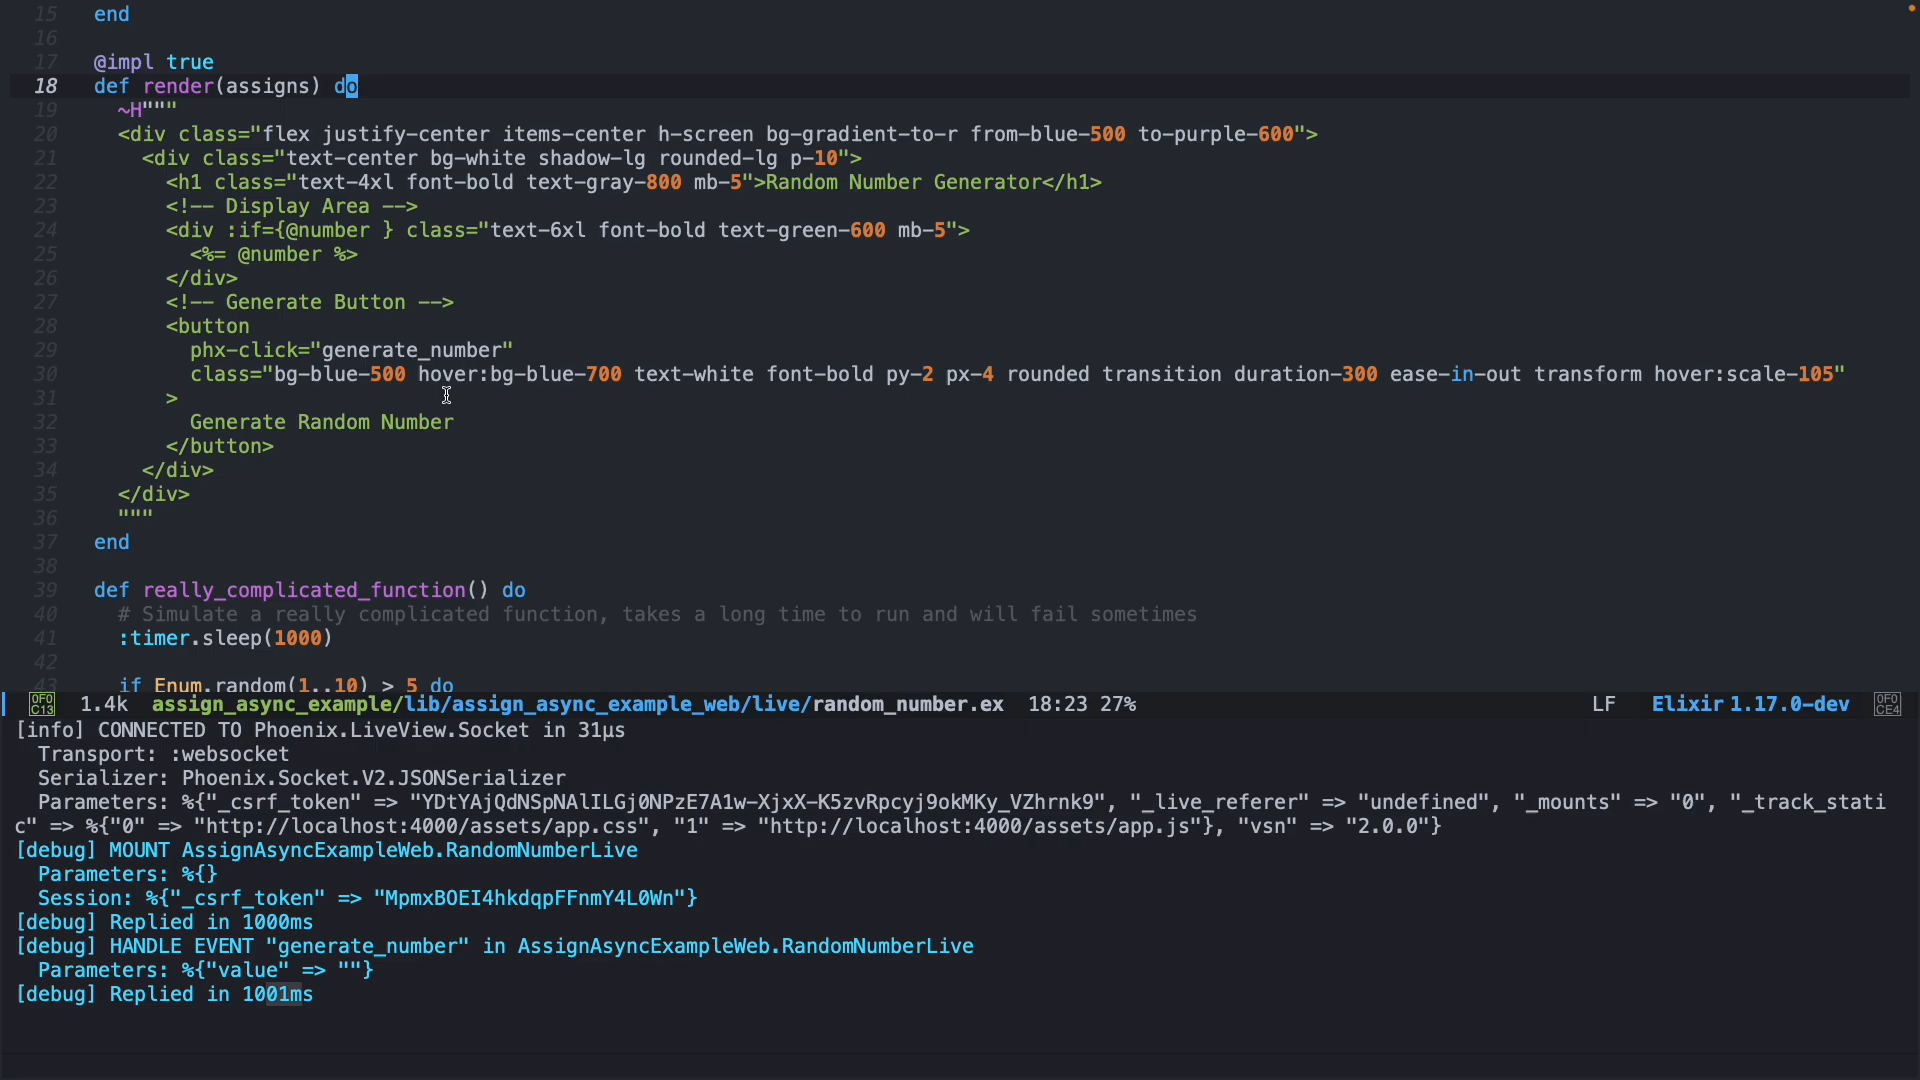 15 end
16
17 @impl true
18 def render(assigns) do
19 ~H"""
20 <div class="flex justify-center items-center h-screen bg-gradient-to-r from-blue-500 to-purple-600">
21 <div class="text-center bg-white shadow-lg rounded-lg p-10">
22 <h1 class="text-4xl font-bold text-gray-800 mb-5">Random Number Generator</h1>
23 <!-- Display Area -->
24 <div :if={@number } class="text-6xl font-bold text-green-600 mb-5">
25 <%= @number %>
26 </div>
27 <!-- Generate Button -->
28 <button
29 phx-click="generate_number"
30 class="bg-blue-500 hover:bg-blue-700 text-white font-bold py-2 px-4 rounded transition duration-300 ease-in-out transform hover:scale-105"
31 >
32 Generate Random Number
33 </button>
34 </div>
35 </div>
36 """
37 end
38
39 def really_complicated_function() do
40 # Simulate a really complicated function, takes a long time to run and will fail sometimes
41 :timer.sleep(1000)
42
43 if Enum.random(1..10) > 5 do
0F0 C13 1.4k assign_async_example/lib/assign_async_example_web/live/random_number.ex 18:23 27% LF Elixir 1.17.0-dev 0F0 CE4
[info] CONNECTED TO Phoenix.LiveView.Socket in 31µs
Transport: :websocket
Serializer: Phoenix.Socket.V2.JSONSerializer
Parameters: %{"_csrf_token" => "YDtYAjQdNSpNAlILGj0NPzE7A1w-XjxX-K5zvRpcyj9okMKy_VZhrnk9", "_live_referer" => "undefined", "_mounts" => "0", "_track_stati
c" => %{"0" => "http://localhost:4000/assets/app.css", "1" => "http://localhost:4000/assets/app.js"}, "vsn" => "2.0.0"}
[debug] MOUNT AssignAsyncExampleWeb.RandomNumberLive
Parameters: %{}
Session: %{"_csrf_token" => "MpmxBOEI4hkdqpFFnmY4L0Wn"}
[debug] Replied in 1000ms
[debug] HANDLE EVENT "generate_number" in AssignAsyncExampleWeb.RandomNumberLive
Parameters: %{"value" => ""}
[debug] Replied in 1001ms